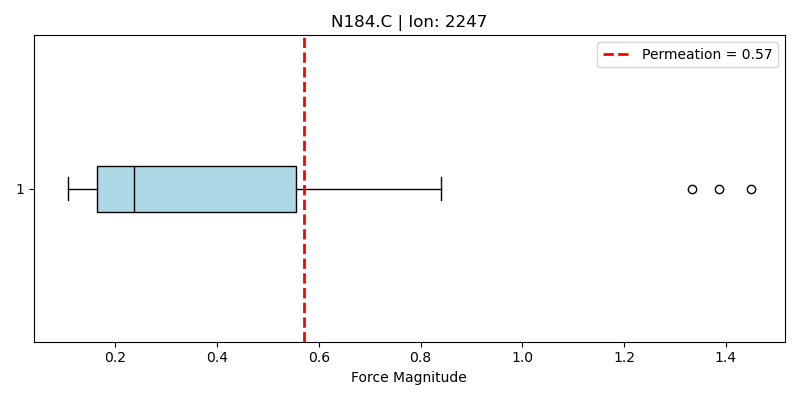 N184.C | Ion: 2247
Permeation = 0.57
1
0.2 0.4 0.6 0.8 1.0 1.2 1.4
Force Magnitude